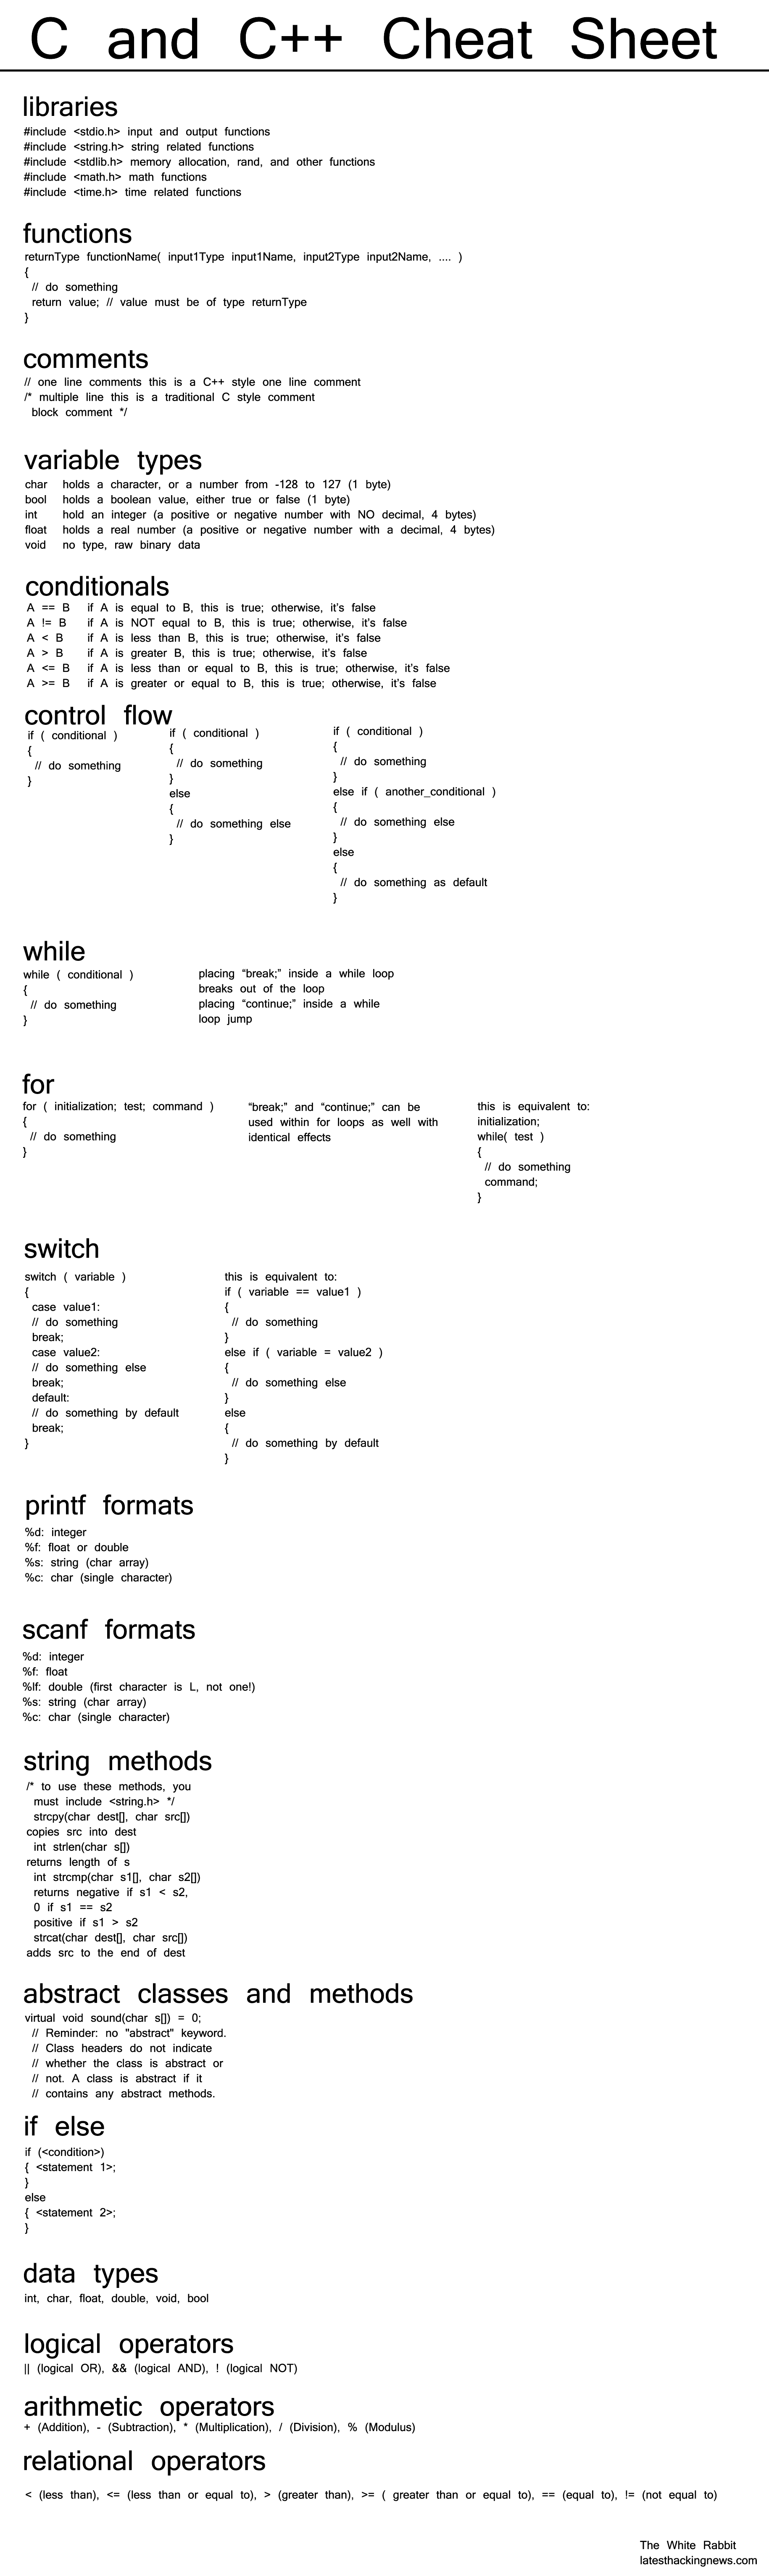 C and C++ Cheat Sheet
libraries
#include <stdio.h> input and output functions
#include <string.h> string related functions
#include <stdlib.h> memory allocation, rand, and other functions
#include <math.h> math functions
#include <time.h> time related functions
functions
returnType functionName( input1Type input1Name, input2Type input2Name, .... )
{
// do something
return value; // value must be of type returnType
}
comments
// one line comments this is a C++ style one line comment
/* multiple line this is a traditional C style comment
block comment */
variable types
char holds a character, or a number from -128 to 127 (1 byte)
bool holds a boolean value, either true or false (1 byte)
int hold an integer (a positive or negative number with NO decimal, 4 bytes)
float holds a real number (a positive or negative number with a decimal, 4 bytes)
void no type, raw binary data
conditionals
A == B if A is equal to B, this is true; otherwise, it’s false
A != B if A is NOT equal to B, this is true; otherwise, it’s false
A < B if A is less than B, this is true; otherwise, it’s false
A > B if A is greater B, this is true; otherwise, it’s false
A <= B if A is less than or equal to B, this is true; otherwise, it’s false
A >= B if A is greater or equal to B, this is true; otherwise, it’s false
control flow
if ( conditional )
{
// do something
}
if ( conditional )
{
// do something
}
else
{
// do something else
}
if ( conditional )
{
// do something
}
else if ( another_conditional )
{
// do something else
}
else
{
// do something as default
}
while
while ( conditional )
{
// do something
}
placing “break;” inside a while loop
breaks out of the loop
placing “continue;” inside a while
loop jump
for
for ( initialization; test; command )
{
// do something
}
“break;” and “continue;” can be
used within for loops as well with
identical effects
this is equivalent to:
initialization;
while( test )
{
// do something
command;
}
switch
switch ( variable )
{
case value1:
// do something
break;
case value2:
// do something else
break;
default:
// do something by default
break;
}
this is equivalent to:
if ( variable == value1 )
{
// do something
}
else if ( variable = value2 )
{
// do something else
}
else
{
// do something by default
}
printf formats
%d: integer
%f: float or double
%s: string (char array)
%c: char (single character)
scanf formats
%d: integer
%f: float
%lf: double (first character is L, not one!)
%s: string (char array)
%c: char (single character)
string methods
/* to use these methods, you
must include <string.h> */
strcpy(char dest[], char src[])
copies src into dest
int strlen(char s[])
returns length of s
int strcmp(char s1[], char s2[])
returns negative if s1 < s2,
0 if s1 == s2
positive if s1 > s2
strcat(char dest[], char src[])
adds src to the end of dest
abstract classes and methods
virtual void sound(char s[]) = 0;
// Reminder: no "abstract" keyword.
// Class headers do not indicate
// whether the class is abstract or
// not. A class is abstract if it
// contains any abstract methods.
if else
if (<condition>)
{ <statement 1>;
}
else
{ <statement 2>;
}
data types
int, char, float, double, void, bool
logical operators
|| (logical OR), && (logical AND), ! (logical NOT)
arithmetic operators
+ (Addition), - (Subtraction), * (Multiplication), / (Division), % (Modulus)
relational operators
< (less than), <= (less than or equal to), > (greater than), >= ( greater than or equal to), == (equal to), != (not equal to)
The White Rabbit
latesthackingnews.com